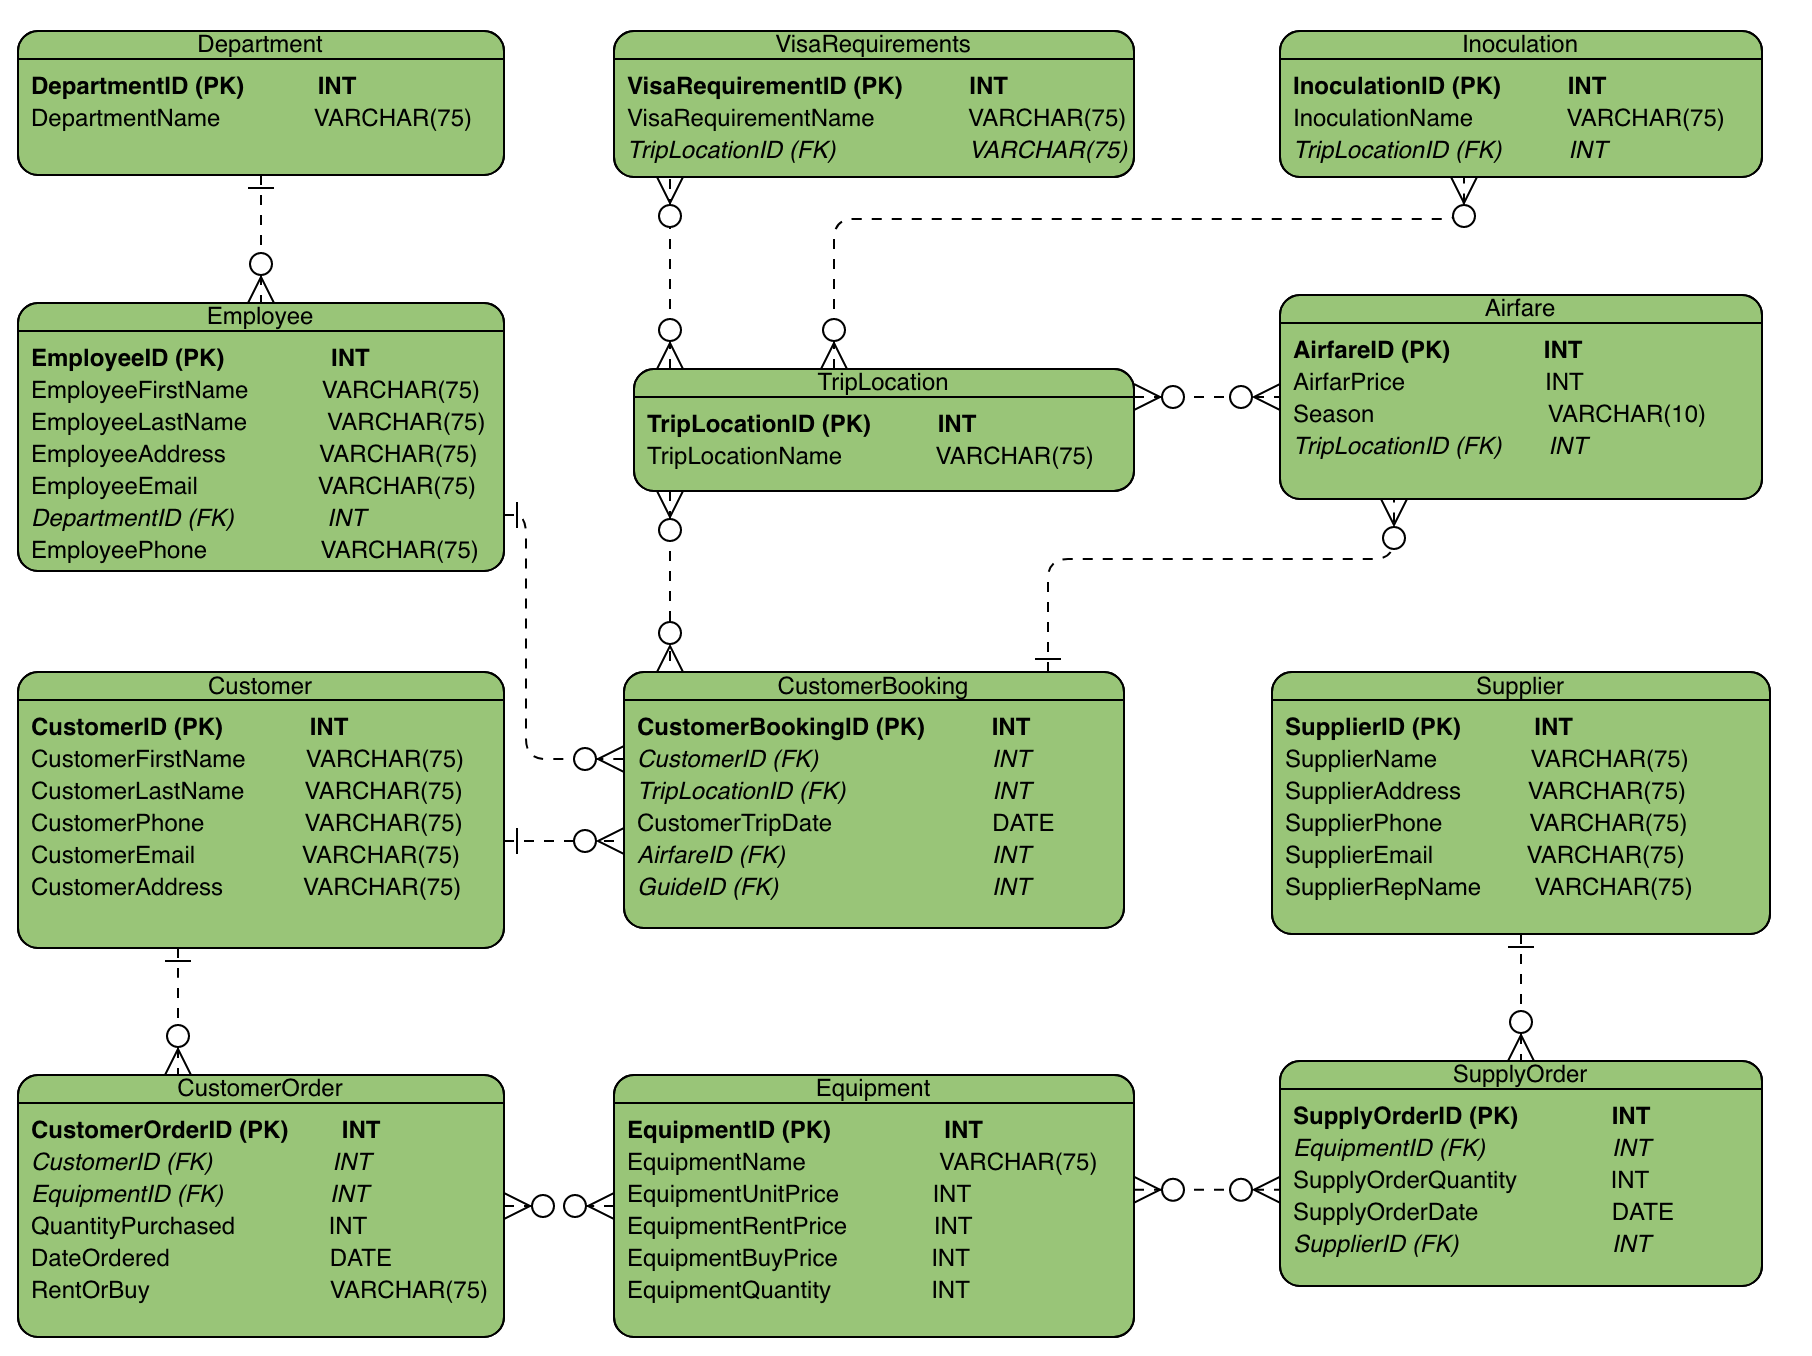 Department
DepartmentID (PK) INT
DepartmentName VARCHAR(75)
VisaRequirements
VisaRequirementID (PK) INT
VisaRequirementName VARCHAR(75)
TripLocationID (FK) VARCHAR(75)
Inoculation
InoculationID (PK) INT
InoculationName VARCHAR(75)
TripLocationID (FK) INT
Employee
EmployeeID (PK) INT
EmployeeFirstName VARCHAR(75)
EmployeeLastName VARCHAR(75)
EmployeeAddress VARCHAR(75)
EmployeeEmail VARCHAR(75)
DepartmentID (FK) INT
EmployeePhone VARCHAR(75)
TripLocation
TripLocationID (PK) INT
TripLocationName VARCHAR(75)
Airfare
AirfareID (PK) INT
AirfarPrice INT
Season VARCHAR(10)
TripLocationID (FK) INT
Customer
CustomerID (PK) INT
CustomerFirstName VARCHAR(75)
CustomerLastName VARCHAR(75)
CustomerPhone VARCHAR(75)
CustomerEmail VARCHAR(75)
CustomerAddress VARCHAR(75)
CustomerBooking
CustomerBookingID (PK) INT
CustomerID (FK) INT
TripLocationID (FK) INT
CustomerTripDate DATE
AirfareID (FK) INT
GuideID (FK) INT
Supplier
SupplierID (PK) INT
SupplierName VARCHAR(75)
SupplierAddress VARCHAR(75)
SupplierPhone VARCHAR(75)
SupplierEmail VARCHAR(75)
SupplierRepName VARCHAR(75)
CustomerOrder
CustomerOrderID (PK) INT
CustomerID (FK) INT
EquipmentID (FK) INT
QuantityPurchased INT
DateOrdered DATE
RentOrBuy VARCHAR(75)
Equipment
EquipmentID (PK) INT
EquipmentName VARCHAR(75)
EquipmentUnitPrice INT
EquipmentRentPrice INT
EquipmentBuyPrice INT
EquipmentQuantity INT
SupplyOrder
SupplyOrderID (PK) INT
EquipmentID (FK) INT
SupplyOrderQuantity INT
SupplyOrderDate DATE
SupplierID (FK) INT